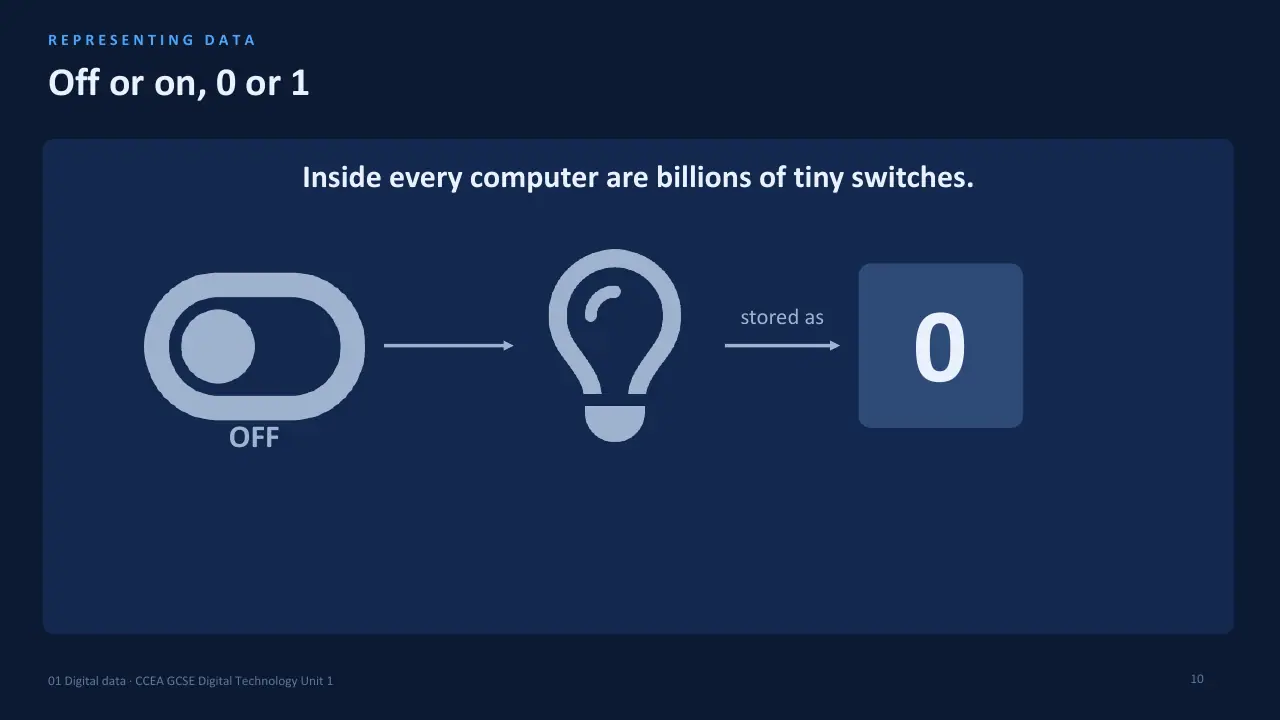 REPRESENTING DATA
Off or on, 0 or 1
Inside every computer are billions of tiny switches.
stored as
0
OFF
01 Digital data · CCEA GCSE Digital Technology Unit 1
10